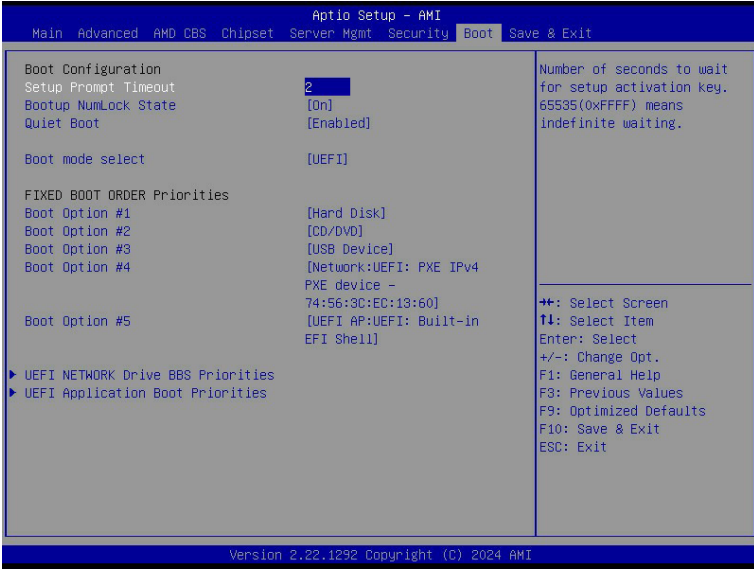 Aptio Setup – AMI
Main Advanced AMD CBS Chipset Server Mgmt Security Boot Save & Exit
Boot Configuration
Setup Prompt Timeout 2
Bootup NumLock State [On]
Quiet Boot [Enabled]
Boot mode select [UEFI]
FIXED BOOT ORDER Priorities
Boot Option #1 [Hard Disk]
Boot Option #2 [CD/DVD]
Boot Option #3 [USB Device]
Boot Option #4 [Network:UEFI: PXE IPv4
PXE device –
74:56:3C:EC:13:60]
Boot Option #5 [UEFI AP:UEFI: Built-in
EFI Shell]
UEFI NETWORK Drive BBS Priorities
UEFI Application Boot Priorities
Number of seconds to wait
for setup activation key.
65535(0xFFFF) means
indefinite waiting.
→←: Select Screen
↑↓: Select Item
Enter: Select
+/-: Change Opt.
F1: General Help
F3: Previous Values
F9: Optimized Defaults
F10: Save & Exit
ESC: Exit
Version 2.22.1292 Copyright (C) 2024 AMI